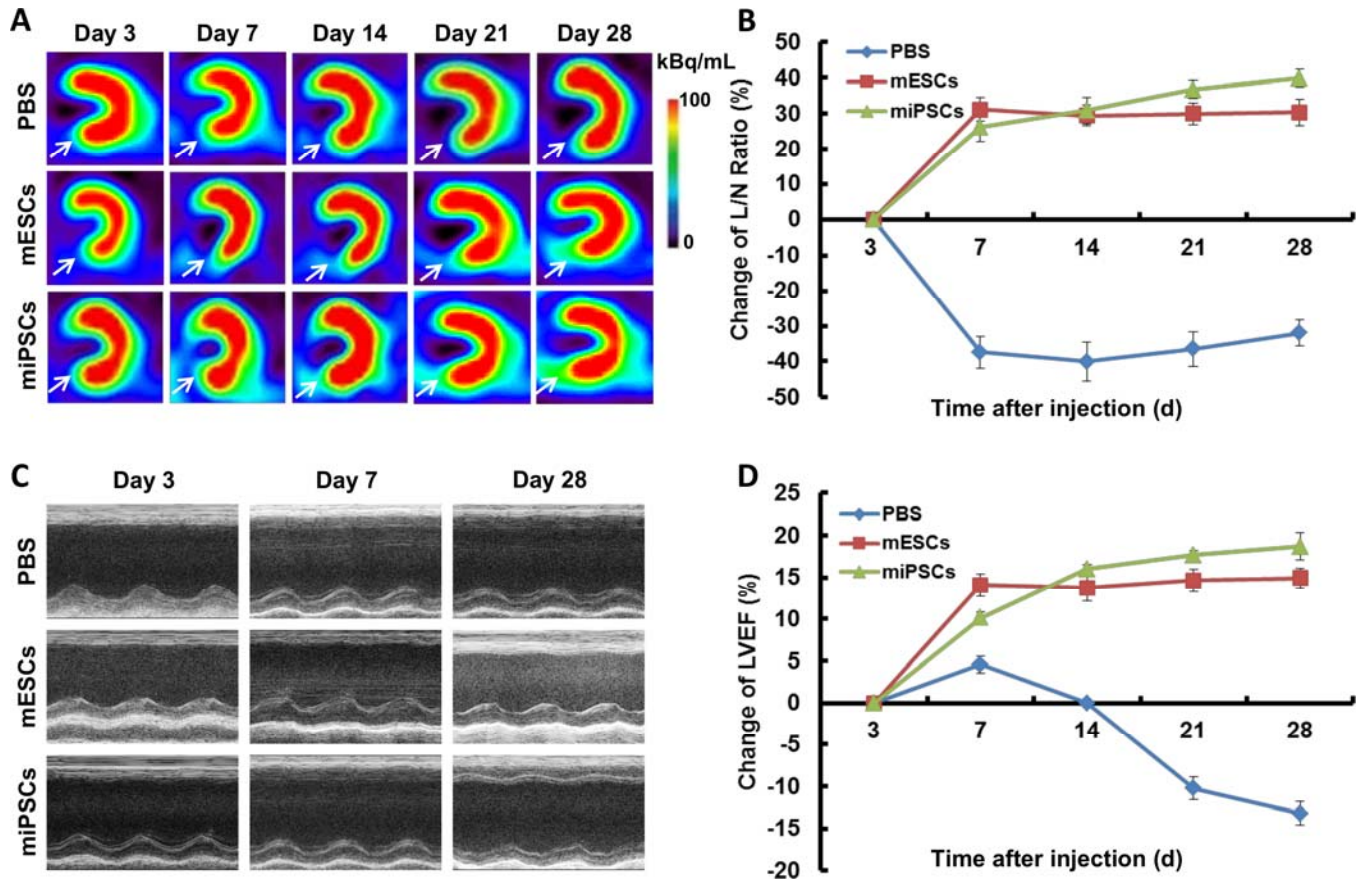 A
Day 3 Day 7 Day 14 Day 21 Day 28
kBq/mL
100
0
PBS
mESCs
miPSCs
B
Change of L/N Ratio (%)
50
40
30
20
10
0
-10
-20
-30
-40
-50
PBS
mESCs
miPSCs
3 7 14 21 28
Time after injection (d)
C
Day 3 Day 7 Day 28
PBS
mESCs
miPSCs
D
Change of LVEF (%)
25
20
15
10
5
0
-5
-10
-15
-20
PBS
mESCs
miPSCs
3 7 14 21 28
Time after injection (d)